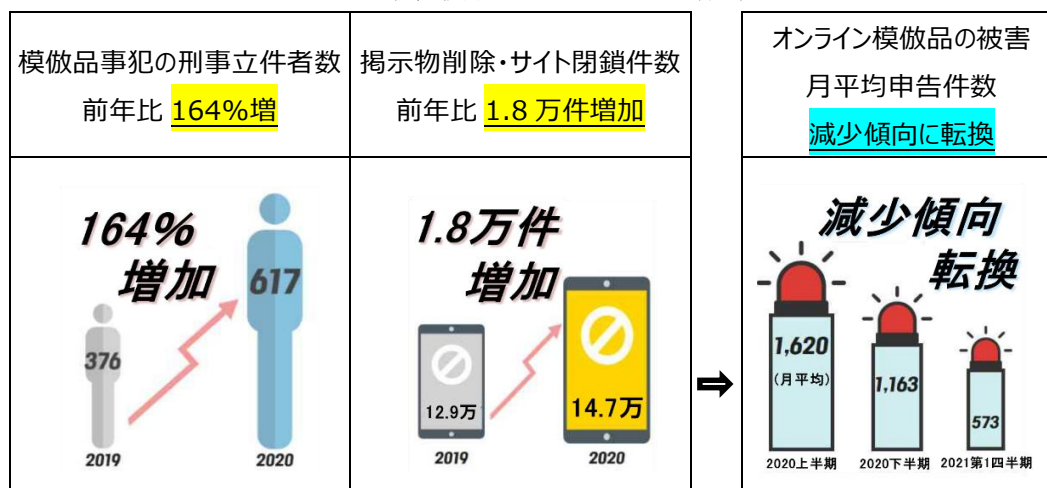 模倣品事犯の刑事立件者数
前年比 164%増
掲示物削除・サイト閉鎖件数
前年比 1.8 万件増加
オンライン模倣品の被害
月平均申告件数
減少傾向に転換
164%
増加
376
617
2019
2020
1.8万件
増加
12.9万
14.7万
2019
2020
⇒
減少傾向
転換
1,620
(月平均)
1,163
573
2020上半期
2020下半期
2021第1四半期